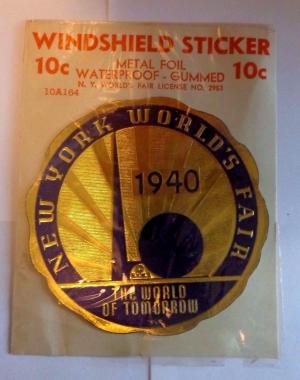 WINDSHIELD STICKER
10c METAL FOIL 10c
WATERPROOF - GUMMED
N. Y. WORLD'S FAIR LICENSE NO. 2953
10A164
NEW YORK WORLD'S FAIR
1940
THE WORLD
OF TOMORROW